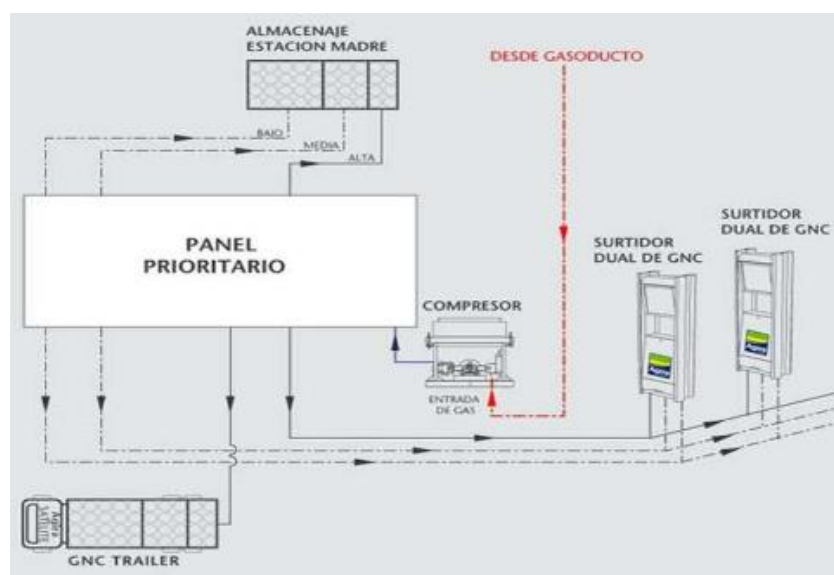 ALMACENAJE
ESTACION MADRE
DESDE GASODUCTO
BAJO
MEDIA
ALTA
SURTIDOR
DUAL DE GNC
SURTIDOR
DUAL DE GNC
PANEL
PRIORITARIO
COMPRESOR
ENTRADA
DE GAS
GNC TRAILER